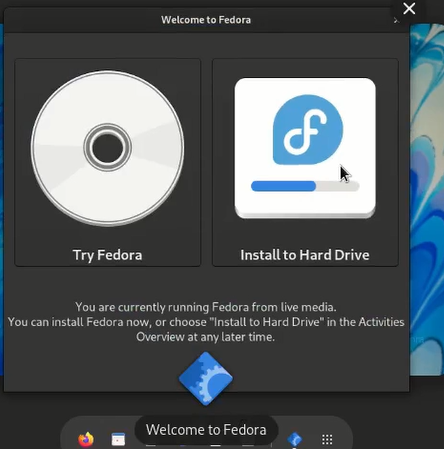 Welcome to Fedora
Try Fedora
Install to Hard Drive
You are currently running Fedora from live media.
You can install Fedora now, or choose "Install to Hard Drive" in the Activities
Overview at any later time.
Welcome to Fedora